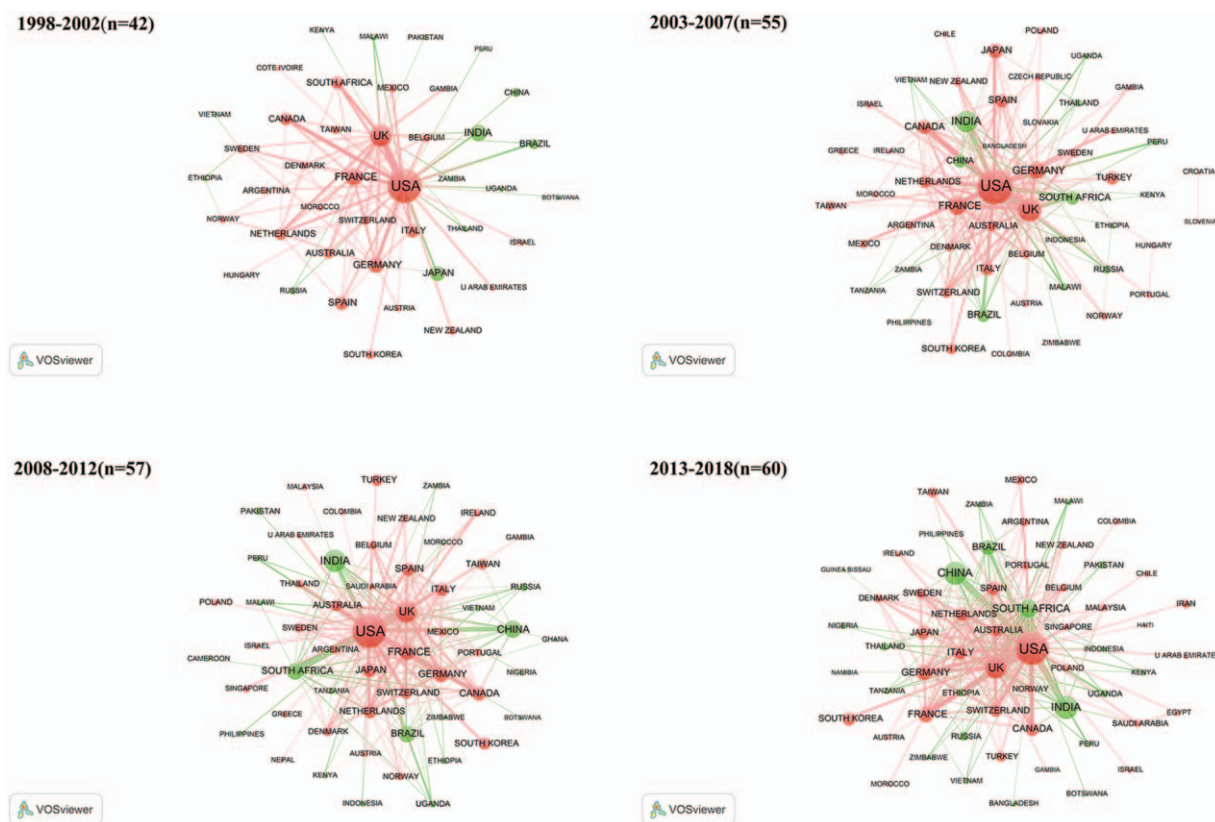 1998-2002(n=42)
KENYA
MALAWI
PAKISTAN
PERU
COTE IVOIRE
SOUTH AFRICA
MEXICO
GAMBIA
CHINA
VIETNAM
CANADA
TAIWAN
UK
BELGIUM
INDIA
BRAZIL
SWEDEN
DENMARK
FRANCE
ETHIOPIA
ARGENTINA
USA
ZAMBIA
UGANDA
BOTSWANA
MOROCCO
NORWAY
NETHERLANDS
SWITZERLAND
ITALY
THAILAND
ISRAEL
AUSTRALIA
GERMANY
JAPAN
HUNGARY
RUSSIA
U ARAB EMIRATES
SPAIN
AUSTRIA
NEW ZEALAND
SOUTH KOREA
VOSviewer
2003-2007(n=55)
CHILE
POLAND
JAPAN
UGANDA
VIETNAM
NEW ZEALAND
CZECH REPUBLIC
GAMBIA
ISRAEL
SPAIN
THAILAND
CANADA
INDIA
SLOVAKIA
U ARAB EMIRATES
GREECE
IRELAND
BANGLADESH
SWEDEN
PERU
CHINA
GERMANY
TURKEY
CROATIA
NETHERLANDS
USA
MOROCCO
SOUTH AFRICA
KENYA
TAIWAN
FRANCE
UK
SLOVENIA
ARGENTINA
AUSTRALIA
ETHIOPIA
MEXICO
DENMARK
INDONESIA
HUNGARY
BELGIUM
ZAMBIA
ITALY
RUSSIA
TANZANIA
SWITZERLAND
MALAWI
PORTUGAL
AUSTRIA
BRAZIL
NORWAY
PHILIPPINES
ZIMBABWE
SOUTH KOREA
COLOMBIA
VOSviewer
2008-2012(n=57)
TURKEY
MALAYSIA
ZAMBIA
PAKISTAN
COLOMBIA
NEW ZEALAND
IRELAND
U ARAB EMIRATES
BELGIUM
MOROCCO
GAMBIA
PERU
INDIA
SPAIN
TAIWAN
THAILAND
SAUDI ARABIA
ITALY
RUSSIA
POLAND
MALAWI
AUSTRALIA
UK
VIETNAM
SWEDEN
USA
MEXICO
CHINA
ISRAEL
ARGENTINA
FRANCE
PORTUGAL
GHANA
CAMEROON
SOUTH AFRICA
JAPAN
GERMANY
NIGERIA
SINGAPORE
TANZANIA
SWITZERLAND
CANADA
GREECE
NETHERLANDS
ZIMBABWE
BOTSWANA
PHILIPPINES
DENMARK
BRAZIL
SOUTH KOREA
NEPAL
AUSTRIA
ETHIOPIA
KENYA
NORWAY
INDONESIA
UGANDA
VOSviewer
2013-2018(n=60)
MEXICO
TAIWAN
ZAMBIA
MALAWI
PHILIPPINES
ARGENTINA
COLOMBIA
BRAZIL
NEW ZEALAND
IRELAND
PORTUGAL
PAKISTAN
GUINEA BISSAU
CHINA
CHILE
SPAIN
BELGIUM
DENMARK
SWEDEN
IRAN
NETHERLANDS
SOUTH AFRICA
MALAYSIA
NIGERIA
JAPAN
AUSTRALIA
SINGAPORE
HAITI
THAILAND
ITALY
USA
INDONESIA
U ARAB EMIRATES
NAMIBIA
GERMANY
UK
POLAND
KENYA
TANZANIA
ETHIOPIA
NORWAY
UGANDA
EGYPT
SOUTH KOREA
FRANCE
SWITZERLAND
INDIA
SAUDI ARABIA
CANADA
AUSTRIA
RUSSIA
PERU
ZIMBABWE
TURKEY
GAMBIA
ISRAEL
MOROCCO
VIETNAM
BOTSWANA
BANGLADESH
VOSviewer